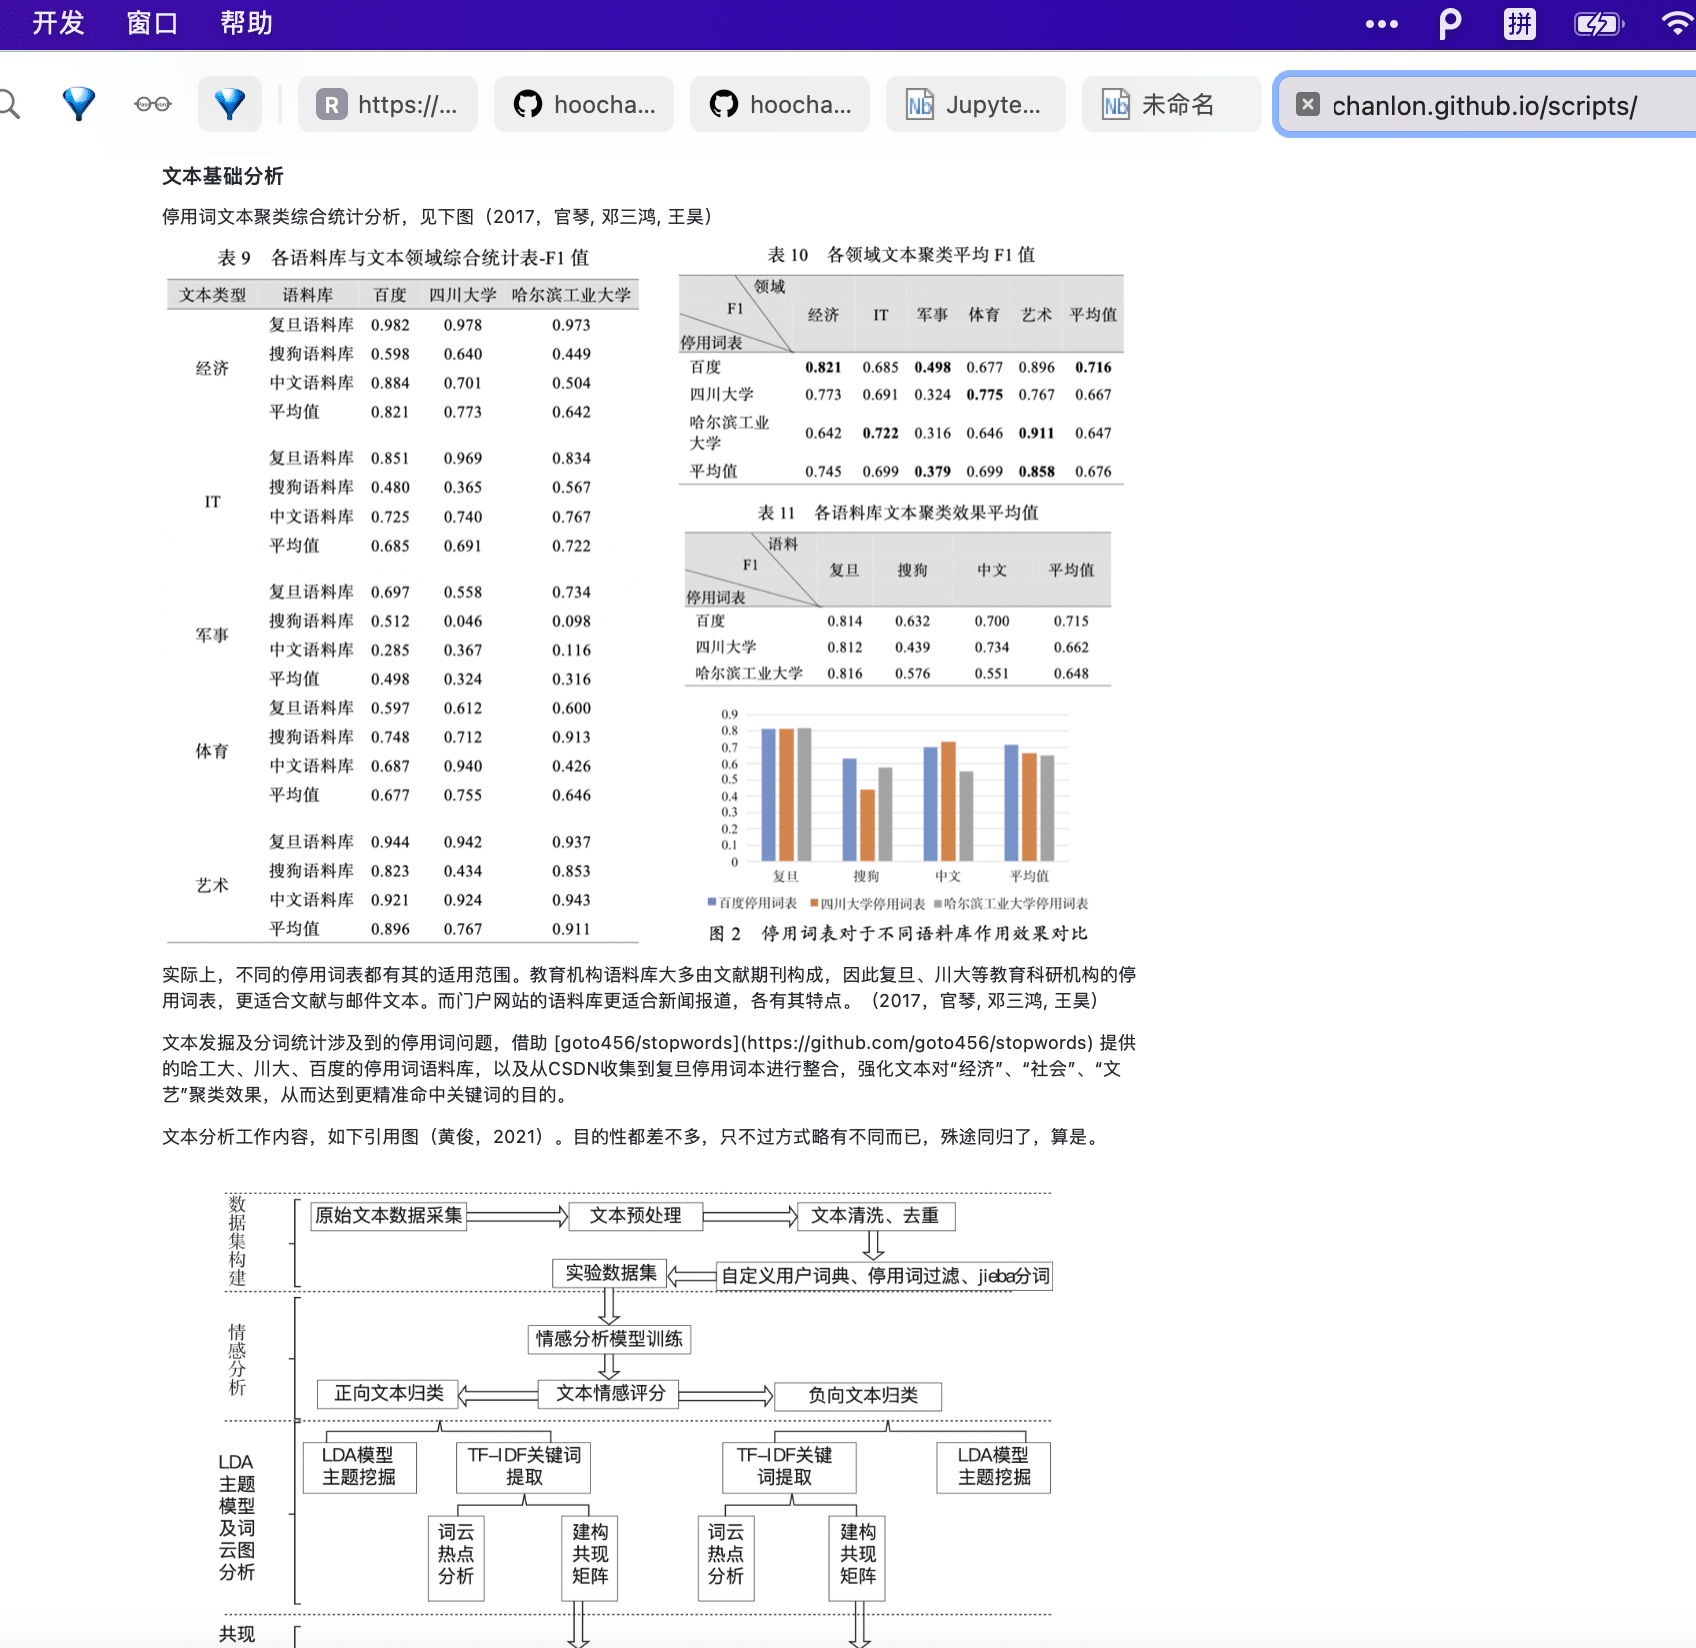 开发 窗口 帮助
拼
R https://... hoocha... hoocha... Jupyte... 未命名 chanlon.github.io/scripts/
文本基础分析
停用词文本聚类综合统计分析，见下图（2017，官琴, 邓三鸿, 王昊）
表 9 各语料库与文本领域综合统计表-F1 值
文本类型 语料库 百度 四川大学 哈尔滨工业大学
经济
复旦语料库 0.982 0.978 0.973
搜狗语料库 0.598 0.640 0.449
中文语料库 0.884 0.701 0.504
平均值 0.821 0.773 0.642
IT
复旦语料库 0.851 0.969 0.834
搜狗语料库 0.480 0.365 0.567
中文语料库 0.725 0.740 0.767
平均值 0.685 0.691 0.722
军事
复旦语料库 0.697 0.558 0.734
搜狗语料库 0.512 0.046 0.098
中文语料库 0.285 0.367 0.116
平均值 0.498 0.324 0.316
体育
复旦语料库 0.597 0.612 0.600
搜狗语料库 0.748 0.712 0.913
中文语料库 0.687 0.940 0.426
平均值 0.677 0.755 0.646
艺术
复旦语料库 0.944 0.942 0.937
搜狗语料库 0.823 0.434 0.853
中文语料库 0.921 0.924 0.943
平均值 0.896 0.767 0.911
表 10 各领域文本聚类平均 F1 值
领域
F1
停用词表
经济 IT 军事 体育 艺术 平均值
百度 0.821 0.685 0.498 0.677 0.896 0.716
四川大学 0.773 0.691 0.324 0.775 0.767 0.667
哈尔滨工业
大学 0.642 0.722 0.316 0.646 0.911 0.647
平均值 0.745 0.699 0.379 0.699 0.858 0.676
表 11 各语料库文本聚类效果平均值
语料
F1
停用词表
复旦 搜狗 中文 平均值
百度 0.814 0.632 0.700 0.715
四川大学 0.812 0.439 0.734 0.662
哈尔滨工业大学 0.816 0.576 0.551 0.648
0.9
0.8
0.7
0.6
0.5
0.4
0.3
0.2
0.1
0
复旦 搜狗 中文 平均值
百度停用词表 四川大学停用词表 哈尔滨工业大学停用词表
图 2 停用词表对于不同语料库作用效果对比
实际上，不同的停用词表都有其的适用范围。教育机构语料库大多由文献期刊构成，因此复旦、川大等教育科研机构的停
用词表，更适合文献与邮件文本。而门户网站的语料库更适合新闻报道，各有其特点。（2017，官琴, 邓三鸿, 王昊）
文本发掘及分词统计涉及到的停用词问题，借助 [goto456/stopwords](https://github.com/goto456/stopwords) 提供
的哈工大、川大、百度的停用词语料库，以及从CSDN收集到复旦停用词本进行整合，强化文本对“经济”、“社会”、“文
艺”聚类效果，从而达到更精准命中关键词的目的。
文本分析工作内容，如下引用图（黄俊，2021）。目的性都差不多，只不过方式略有不同而已，殊途同归了，算是。
数据集构建
原始文本数据采集 文本预处理 文本清洗、去重
实验数据集 自定义用户词典、停用词过滤、jieba分词
情感分析
情感分析模型训练
正向文本归类 文本情感评分 负向文本归类
LDA
主题
模型
及词
云图
分析
LDA模型
主题挖掘
TF–IDF关键词
提取
TF–IDF关键
词提取
LDA模型
主题挖掘
词云
热点
分析
建构
共现
矩阵
词云
热点
分析
建构
共现
矩阵
共现